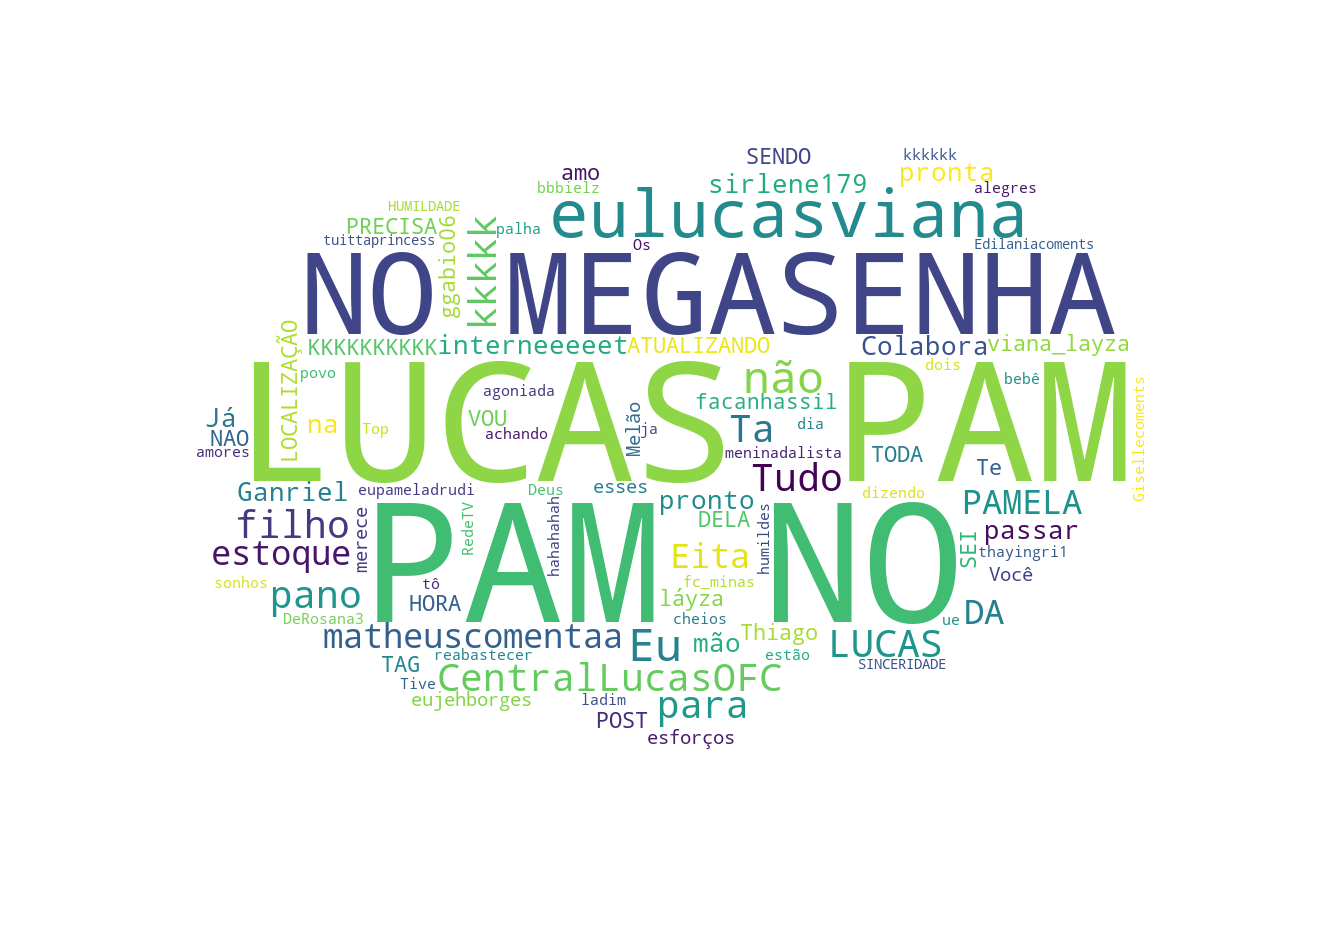 SENDO
kkkkkk
amo
pronta
bbbielz
sirlene179
alegres
HUMILDADE
eulucasviana
PRECISA
ggabio06
kkkkk
palha
tuittaprincess
Os
Edilaniacoments
NO MEGASENHA
LOCALIZAÇÃO
KKKKKKKKKK
interneeeeet
ATUALIZANDO
Colabora
viana_layza
povo
LUCAS PAM
agoniada
não
dois
bebê
Gisellecoments
Já
na
Top
VOU
achando
Melão
ja
facanhassil
Ta
dia
NAO
amores
meninadalista
TODA
Te
Tudo
Ganriel
eupameladrudi
Deus
esses
pronto
dizendo
PAMELA
filho
merece
RedeTV
hahahahah
PAM NO
DELA
humildes
SEI
passar
estoque
Eita
thayingri1
sonhos
tô
fc_minas
Você
pano
HORA
láyza
DeRosana3
cheios
ue
DA
matheuscomentaa
Eu
mão
Thiago
LUCAS
TAG
reabastecer
estão
SINCERIDADE
Tive
CentralLucasOFC
eujehborges
ladim
para
POST
esforços